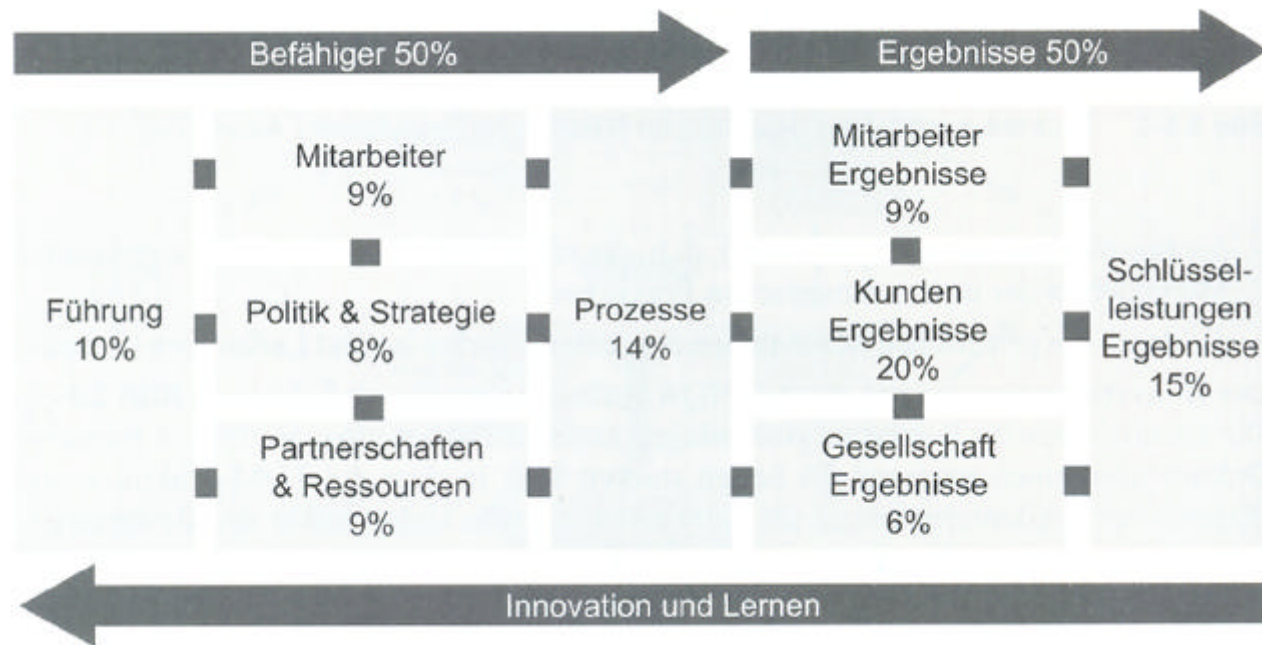 Befähiger 50%
Ergebnisse 50%
Führung
10%
Mitarbeiter
9%
Politik & Strategie
8%
Partnerschaften
& Ressourcen
9%
Prozesse
14%
Mitarbeiter
Ergebnisse
9%
Kunden
Ergebnisse
20%
Gesellschaft
Ergebnisse
6%
Schlüssel-
leistungen
Ergebnisse
15%
Innovation und Lernen